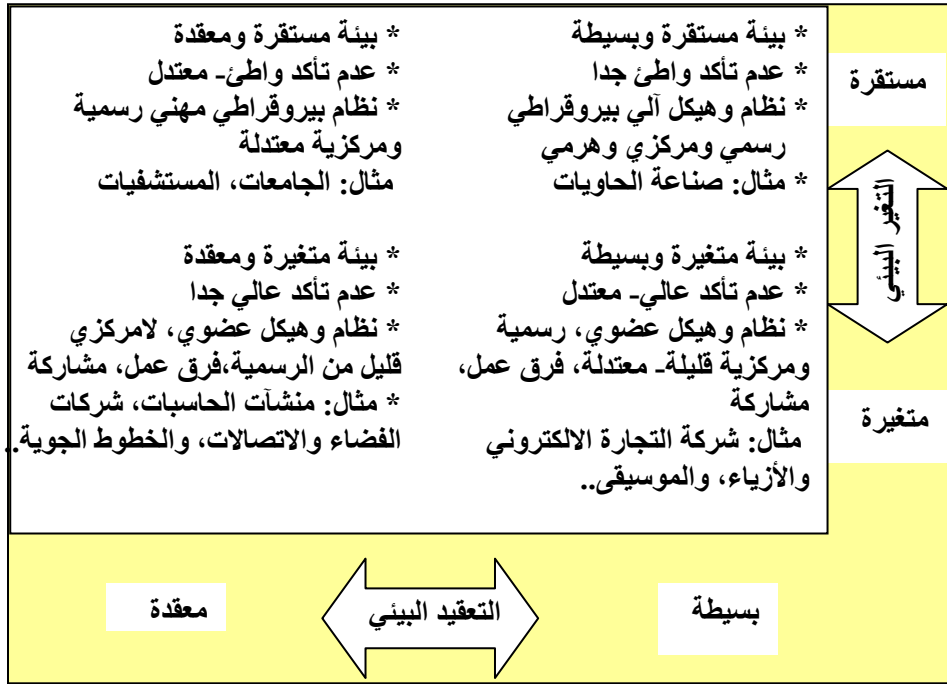 * بيئة مستقرة وبسيطة
* عدم تأكد واطئ جدا
* نظام وهيكل آلي بيروقراطي
رسمي ومركزي وهرمي
* مثال: صناعة الحاويات
* بيئة مستقرة ومعقدة
* عدم تأكد واطئ- معتدل
* نظام بيروقراطي مهني رسمية
ومركزية معتدلة
مثال: الجامعات، المستشفيات
* بيئة متغيرة وبسيطة
* عدم تأكد عالي- معتدل
* نظام وهيكل عضوي، رسمية
ومركزية قليلة- معتدلة، فرق عمل،
مشاركة
مثال: شركة التجارة الالكتروني
والأزياء، والموسيقى..
* بيئة متغيرة ومعقدة
* عدم تأكد عالي جدا
* نظام وهيكل عضوي، لامركزي
قليل من الرسمية،فرق عمل، مشاركة
* مثال: منشآت الحاسبات، شركات
الفضاء والاتصالات، والخطوط الجوية..
مستقرة
التغير البيئي
متغيرة
بسيطة
التعقيد البيئي
معقدة